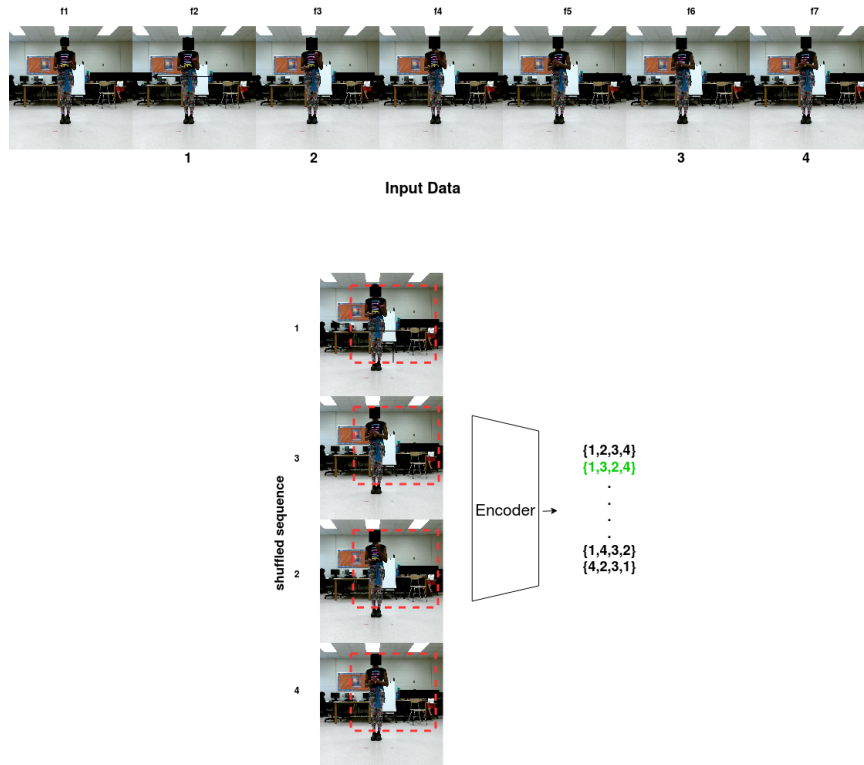 f1 f2 f3 f4 f5 f6 f7
1 2 3 4
Input Data
shuffled sequence
1
3
2
4
Encoder
{1,2,3,4}
{1,3,2,4}
.
.
.
.
{1,4,3,2}
{4,2,3,1}